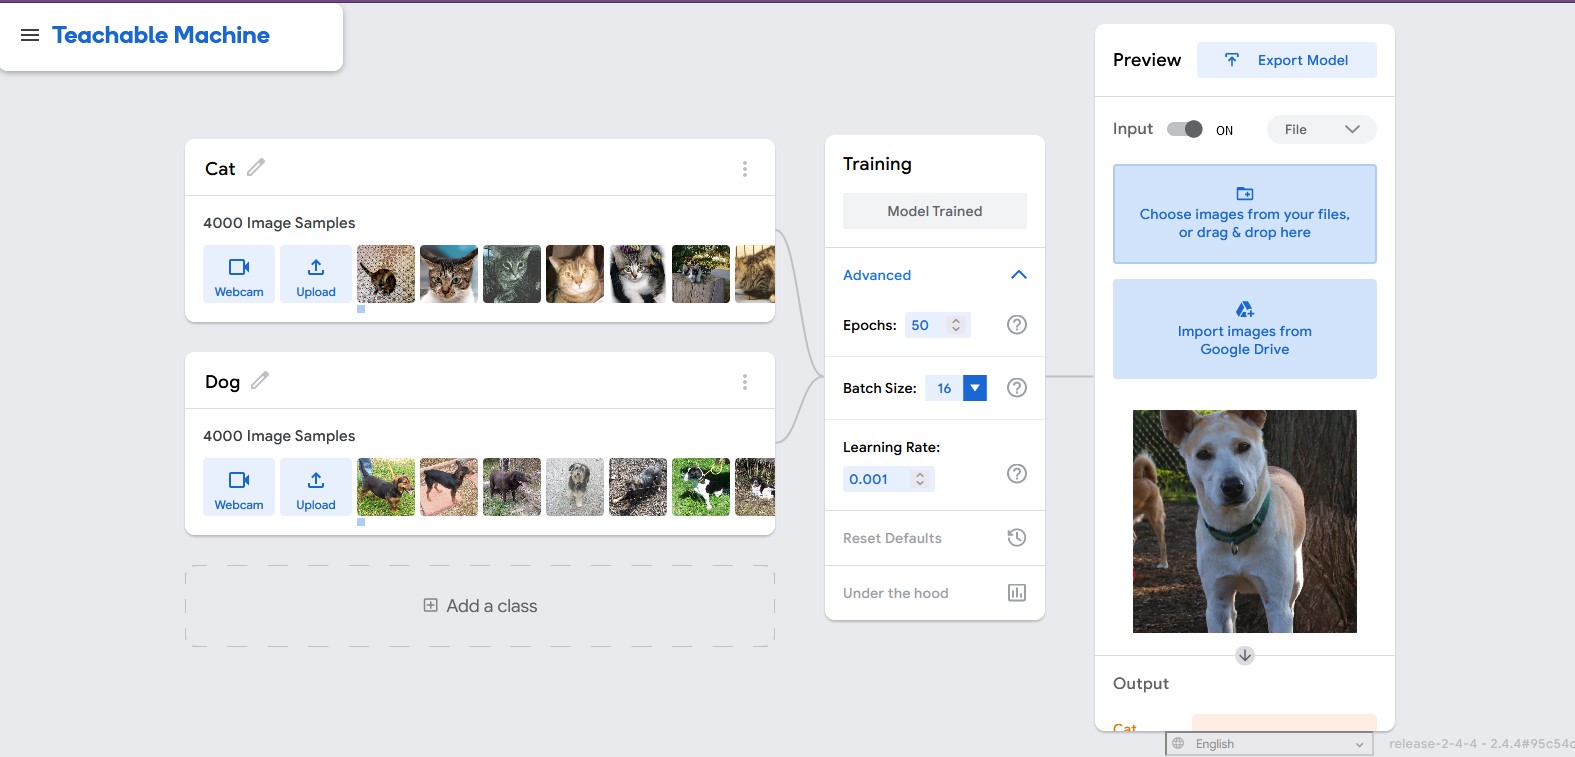 Teachable Machine
Cat
4000 Image Samples
Webcam
Upload
Dog
4000 Image Samples
Webcam
Upload
Add a class
Training
Model Trained
Advanced
Epochs: 50
Batch Size: 16
Learning Rate:
0.001
Reset Defaults
Under the hood
Preview
Export Model
Input ON File
Choose images from your files,
or drag & drop here
Import images from
Google Drive
Output
Cat
English
release-2-4-4 - 2.4.4#95c54c